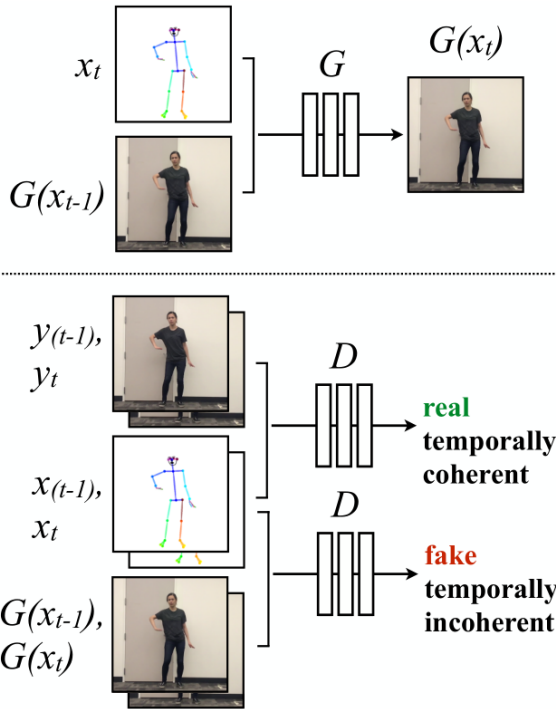 x_t
G
G(x_t)
G(x_{t-1})
y_{(t-1)},
y_t
D
real
temporally
coherent
x_{(t-1)},
x_t
D
fake
temporally
incoherent
G(x_{t-1}),
G(x_t)